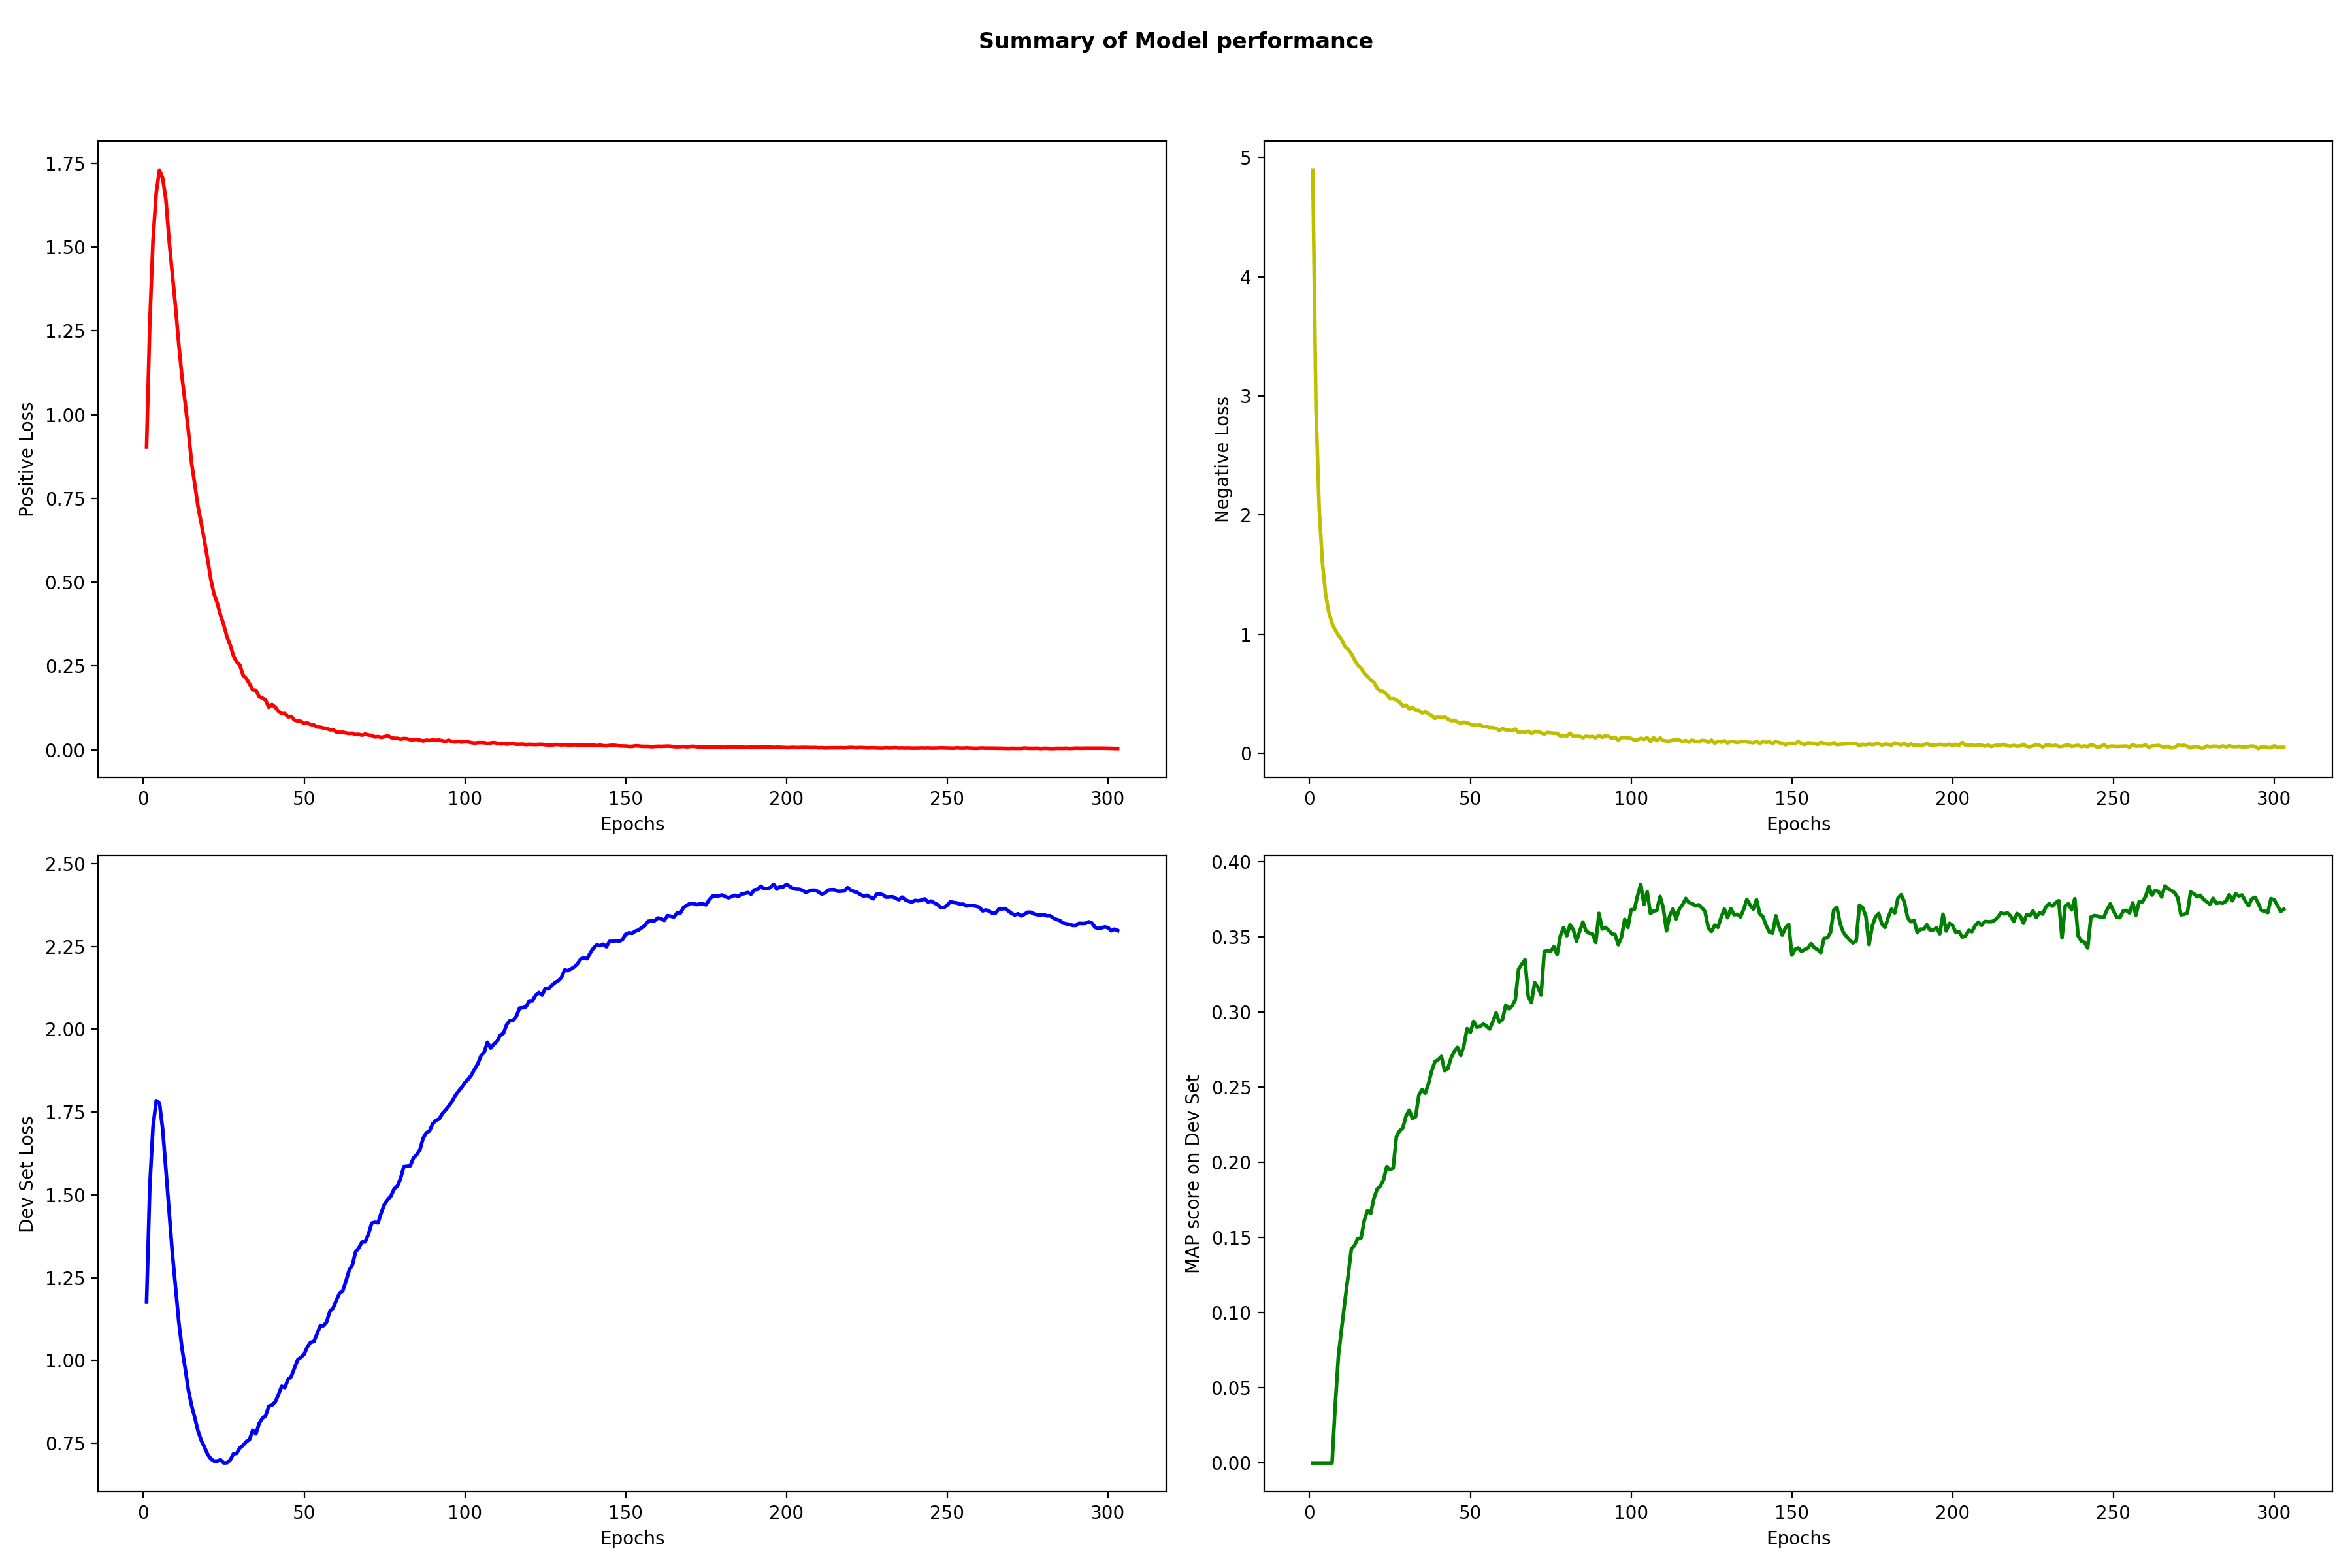 Summary of Model performance
1.75
1.50
1.25
1.00
0.75
0.50
0.25
0.00
Positive Loss
0 50 100 150 200 250 300
Epochs
5
4
3
2
1
0
Negative Loss
0 50 100 150 200 250 300
Epochs
2.50
2.25
2.00
1.75
1.50
1.25
1.00
0.75
Dev Set Loss
0 50 100 150 200 250 300
Epochs
0.40
0.35
0.30
0.25
0.20
0.15
0.10
0.05
0.00
MAP score on Dev Set
0 50 100 150 200 250 300
Epochs